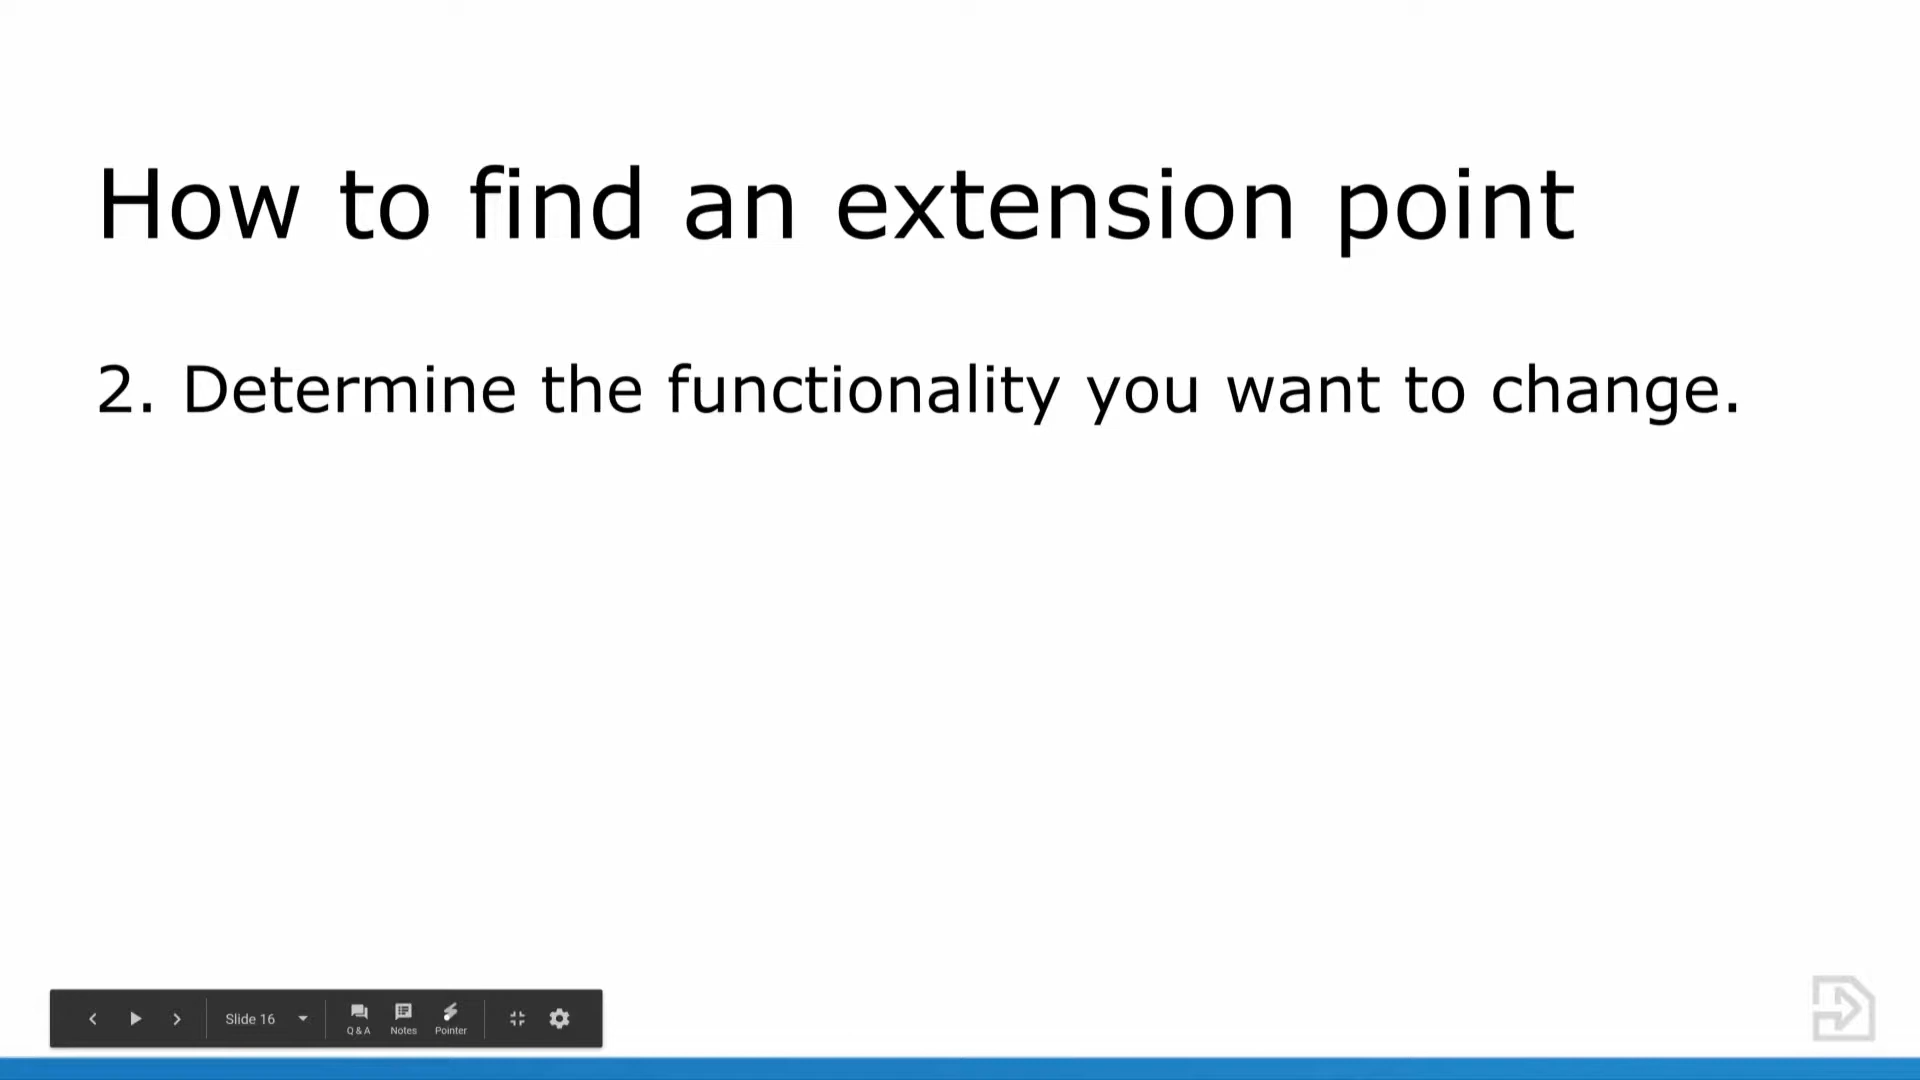 How to find an extension point
2. Determine the functionality you want to change.
Slide 16
Q & A
Notes
Pointer